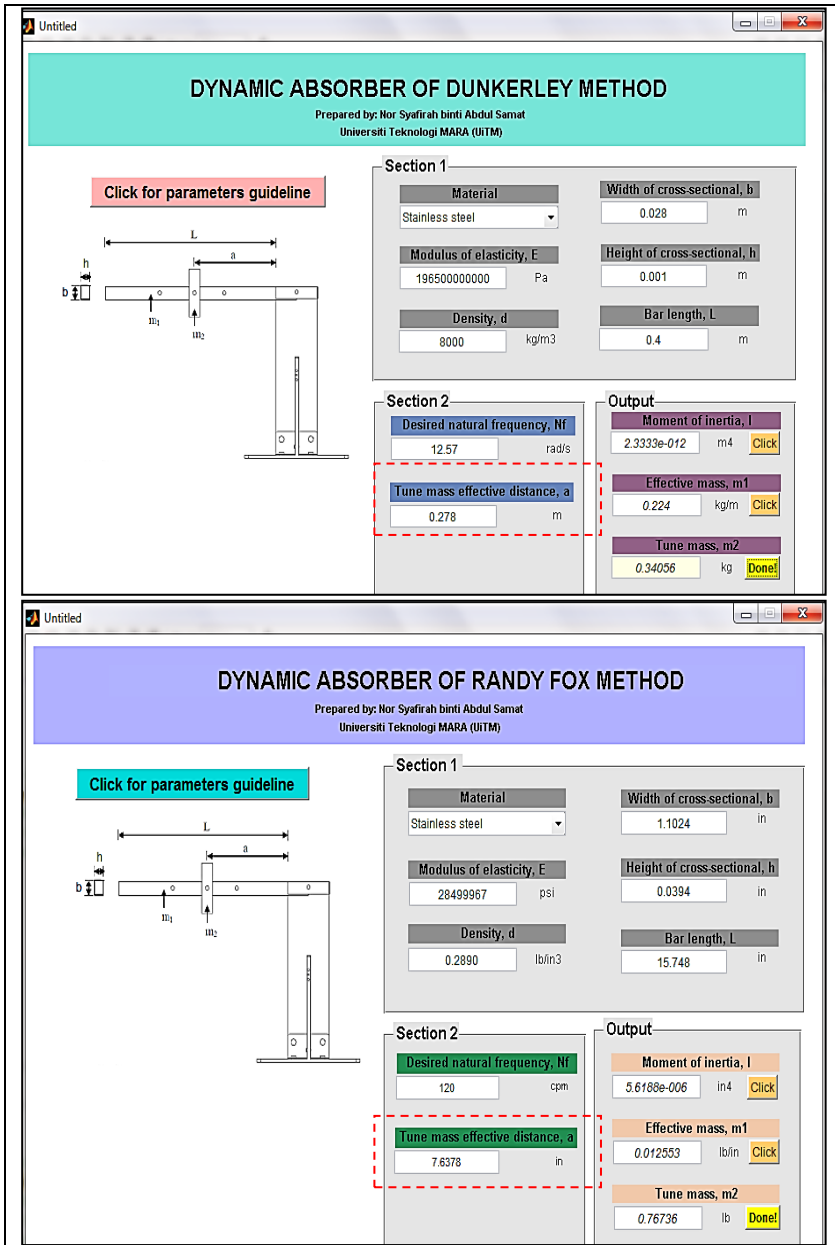 Untitled
DYNAMIC ABSORBER OF DUNKERLEY METHOD
Prepared by: Nor Syafirah binti Abdul Samat
Universiti Teknologi MARA (UiTM)
Click for parameters guideline
L
a
h
b
m1
m2
Section 1
Material
Stainless steel
Width of cross-sectional, b
0.028 m
Modulus of elasticity, E
196500000000 Pa
Height of cross-sectional, h
0.001 m
Density, d
8000 kg/m3
Bar length, L
0.4 m
Section 2
Desired natural frequency, Nf
12.57 rad/s
Tune mass effective distance, a
0.278 m
Output
Moment of inertia, I
2.3333e-012 m4 Click
Effective mass, m1
0.224 kg/m Click
Tune mass, m2
0.34056 kg Done!
Untitled
DYNAMIC ABSORBER OF RANDY FOX METHOD
Prepared by: Nor Syafirah binti Abdul Samat
Universiti Teknologi MARA (UiTM)
Click for parameters guideline
L
a
h
b
m1
m2
Section 1
Material
Stainless steel
Width of cross-sectional, b
1.1024 in
Modulus of elasticity, E
28499967 psi
Height of cross-sectional, h
0.0394 in
Density, d
0.2890 lb/in3
Bar length, L
15.748 in
Section 2
Desired natural frequency, Nf
120 cpm
Tune mass effective distance, a
7.6378 in
Output
Moment of inertia, I
5.6188e-006 in4 Click
Effective mass, m1
0.012553 lb/in Click
Tune mass, m2
0.76736 lb Done!